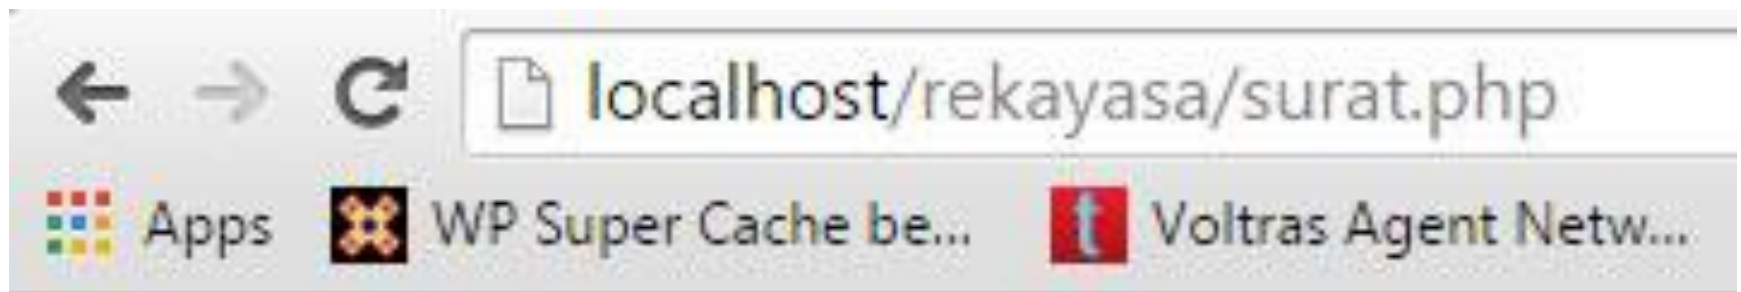 localhost/rekayasa/surat.php
Apps WP Super Cache be... t Voltras Agent Netw...